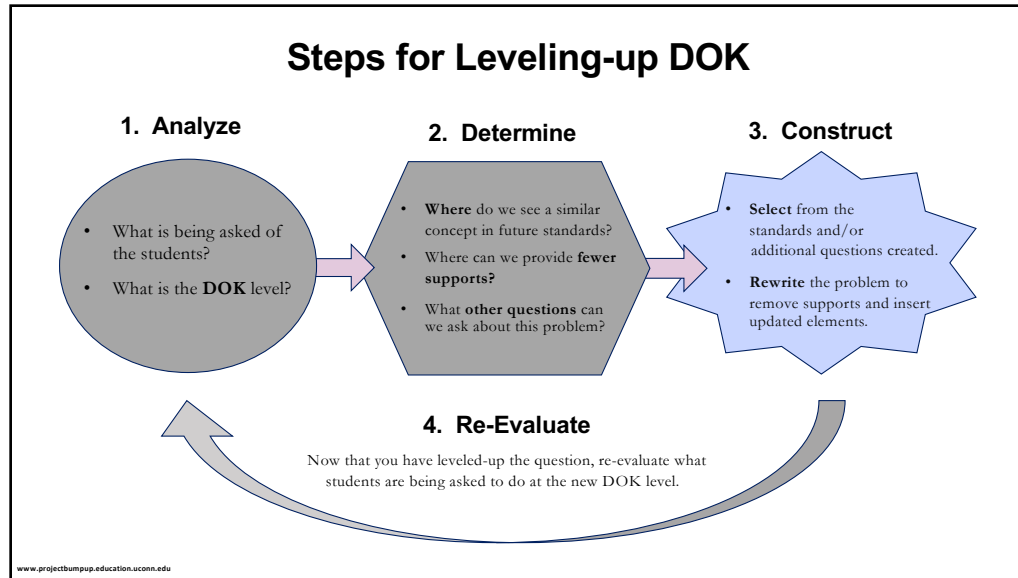 Steps for Leveling-up DOK
1. Analyze
• What is being asked of
the students?
• What is the DOK level?
2. Determine
• Where do we see a similar
concept in future standards?
• Where can we provide fewer
supports?
• What other questions can
we ask about this problem?
3. Construct
• Select from the
standards and/or
additional questions created.
• Rewrite the problem to
remove supports and insert
updated elements.
4. Re-Evaluate
Now that you have leveled-up the question, re-evaluate what
students are being asked to do at the new DOK level.
www.projectbumpup.education.uconn.edu